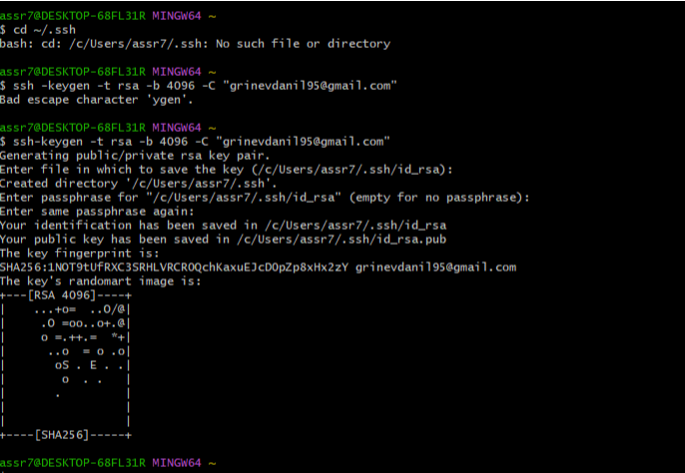 assr7@DESKTOP-68FL31R MINGW64 ~
$ cd ~/.ssh
bash: cd: /c/Users/assr7/.ssh: No such file or directory
assr7@DESKTOP-68FL31R MINGW64 ~
$ ssh -keygen -t rsa -b 4096 -C "grinevdanil95@gmail.com"
Bad escape character 'ygen'.
assr7@DESKTOP-68FL31R MINGW64 ~
$ ssh-keygen -t rsa -b 4096 -C "grinevdanil95@gmail.com"
Generating public/private rsa key pair.
Enter file in which to save the key (/c/Users/assr7/.ssh/id_rsa):
Created directory '/c/Users/assr7/.ssh'.
Enter passphrase for "/c/Users/assr7/.ssh/id_rsa" (empty for no passphrase):
Enter same passphrase again:
Your identification has been saved in /c/Users/assr7/.ssh/id_rsa
Your public key has been saved in /c/Users/assr7/.ssh/id_rsa.pub
The key fingerprint is:
SHA256:1NOT9tUfRXC3SRHLVRCROQchKaxuEJcDOpZp8xHx2zY grinevdanil95@gmail.com
The key's randomart image is:
+---[RSA 4096]----+
|    ...+o=  ..O/@|
|     .O =oo..o+.@|
|     o =.++.=  *+|
|      ..o  = o .o|
|       oS . E . .|
|        o  . .   |
|       .         |
|                 |
|                 |
+----[SHA256]-----+
assr7@DESKTOP-68FL31R MINGW64 ~